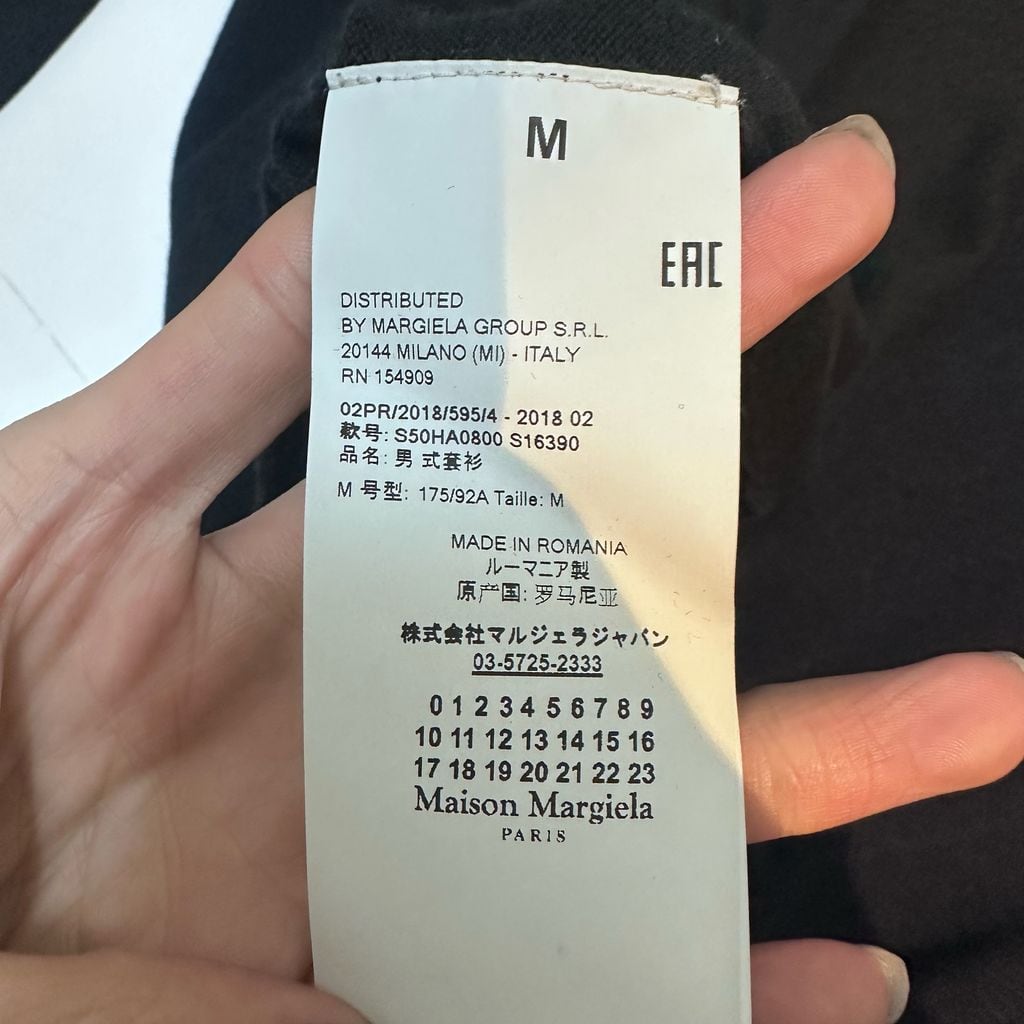 M
EAC
DISTRIBUTED
BY MARGIELA GROUP S.R.L.
20144 MILANO (MI) - ITALY
RN 154909
02PR/2018/595/4 - 2018 02
款号: S50HA0800 S16390
品名: 男 式套衫
M 号型: 175/92A Taille: M
MADE IN ROMANIA
ルーマニア製
原产国: 罗马尼亚
株式会社マルジェラジャパン
03-5725-2333
0 1 2 3 4 5 6 7 8 9
10 11 12 13 14 15 16
17 18 19 20 21 22 23
Maison Margiela
PARIS